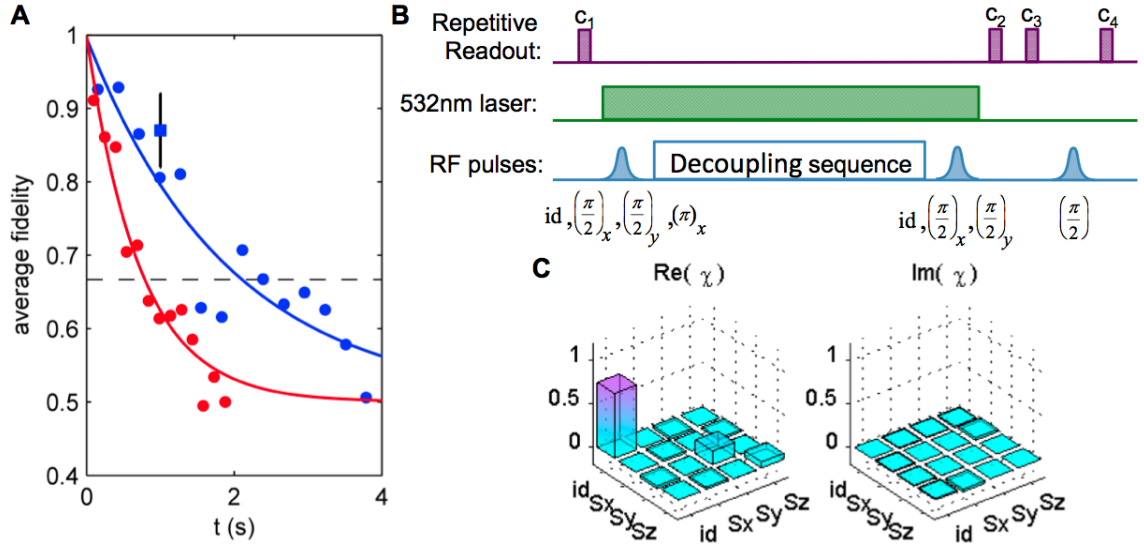 A
1
0.9
0.8
0.7
0.6
0.5
0.4
0
2
4
average fidelity
t (s)
B
Repetitive
Readout:
c₁
c₂
c₃
c₄
532nm laser:
RF pulses:
Decoupling sequence
id,(π/2)ₓ,(π/2)ᵧ,(π)ₓ
id,(π/2)ₓ,(π/2)ᵧ
(π/2)
C
Re( χ)
1
0.5
0
id
Sx
Sy
Sz
id
Sx
Sy
Sz
Im( χ)
1
0.5
0
id
Sx
Sy
Sz
id
Sx
Sy
Sz